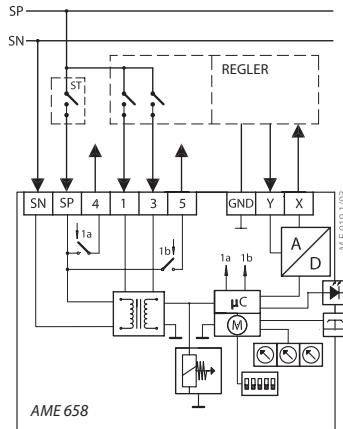 SP
SN
ST
REGLER
SN SP 4 1 3 5 GND Y X
1a
1b
1a 1b
A
D
µC
M
AME 658